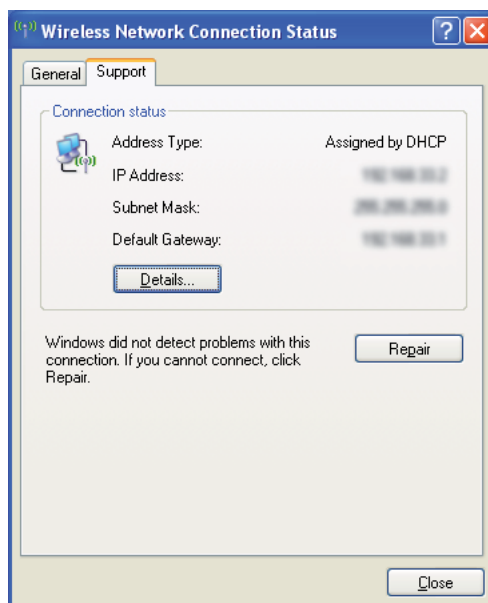 Wireless Network Connection Status
General
Support
Connection status
Address Type:
Assigned by DHCP
IP Address:
Subnet Mask:
Default Gateway:
Details...
Windows did not detect problems with this
connection. If you cannot connect, click
Repair.
Repair
Close